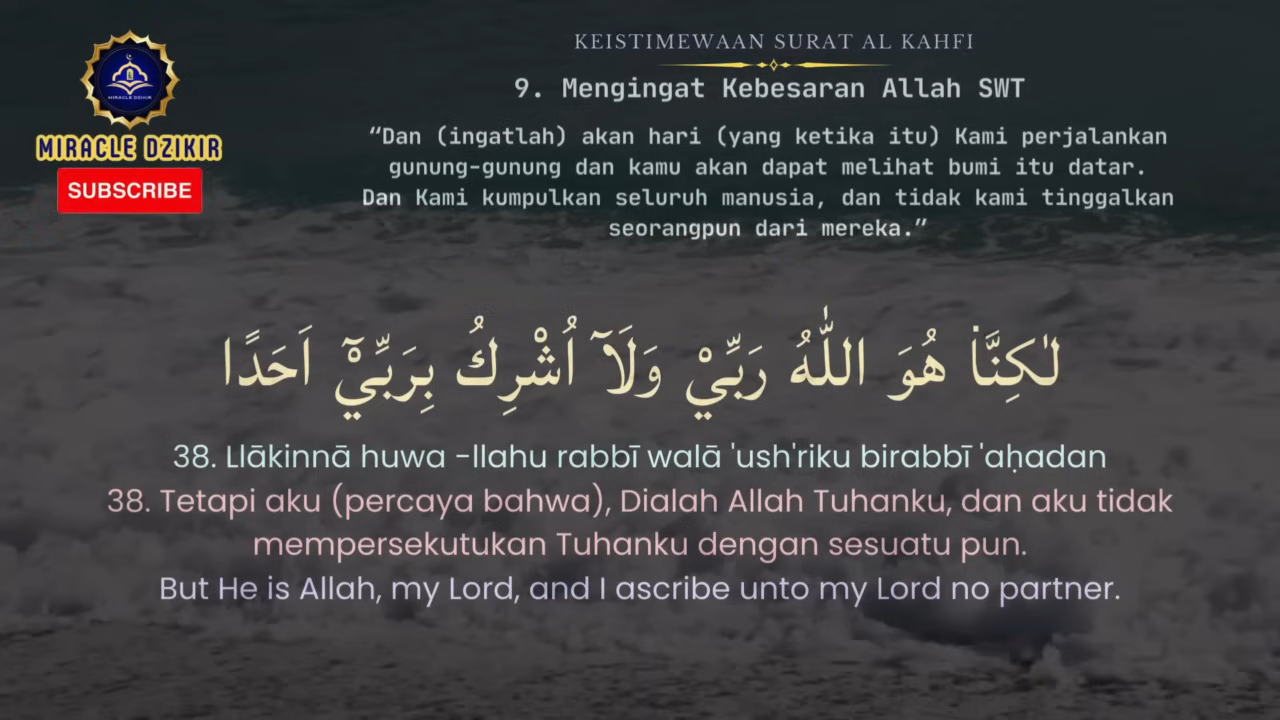 MIRACLE DZIKIR
MIRACLE DZIKIR
SUBSCRIBE
KEISTIMEWAAN SURAT AL KAHFI
9. Mengingat Kebesaran Allah SWT
“Dan (ingatlah) akan hari (yang ketika itu) Kami perjalankan
gunung-gunung dan kamu akan dapat melihat bumi itu datar.
Dan Kami kumpulkan seluruh manusia, dan tidak kami tinggalkan
seorangpun dari mereka.”
لٰكِنَّا۠ هُوَ اللّٰهُ رَبِّيْ وَلَآ اُشْرِكُ بِرَبِّيْٓ اَحَدًا
38. Llākinnā huwa -llahu rabbī walā 'ush'riku birabbī 'aḥadan
38. Tetapi aku (percaya bahwa), Dialah Allah Tuhanku, dan aku tidak
mempersekutukan Tuhanku dengan sesuatu pun.
But He is Allah, my Lord, and I ascribe unto my Lord no partner.